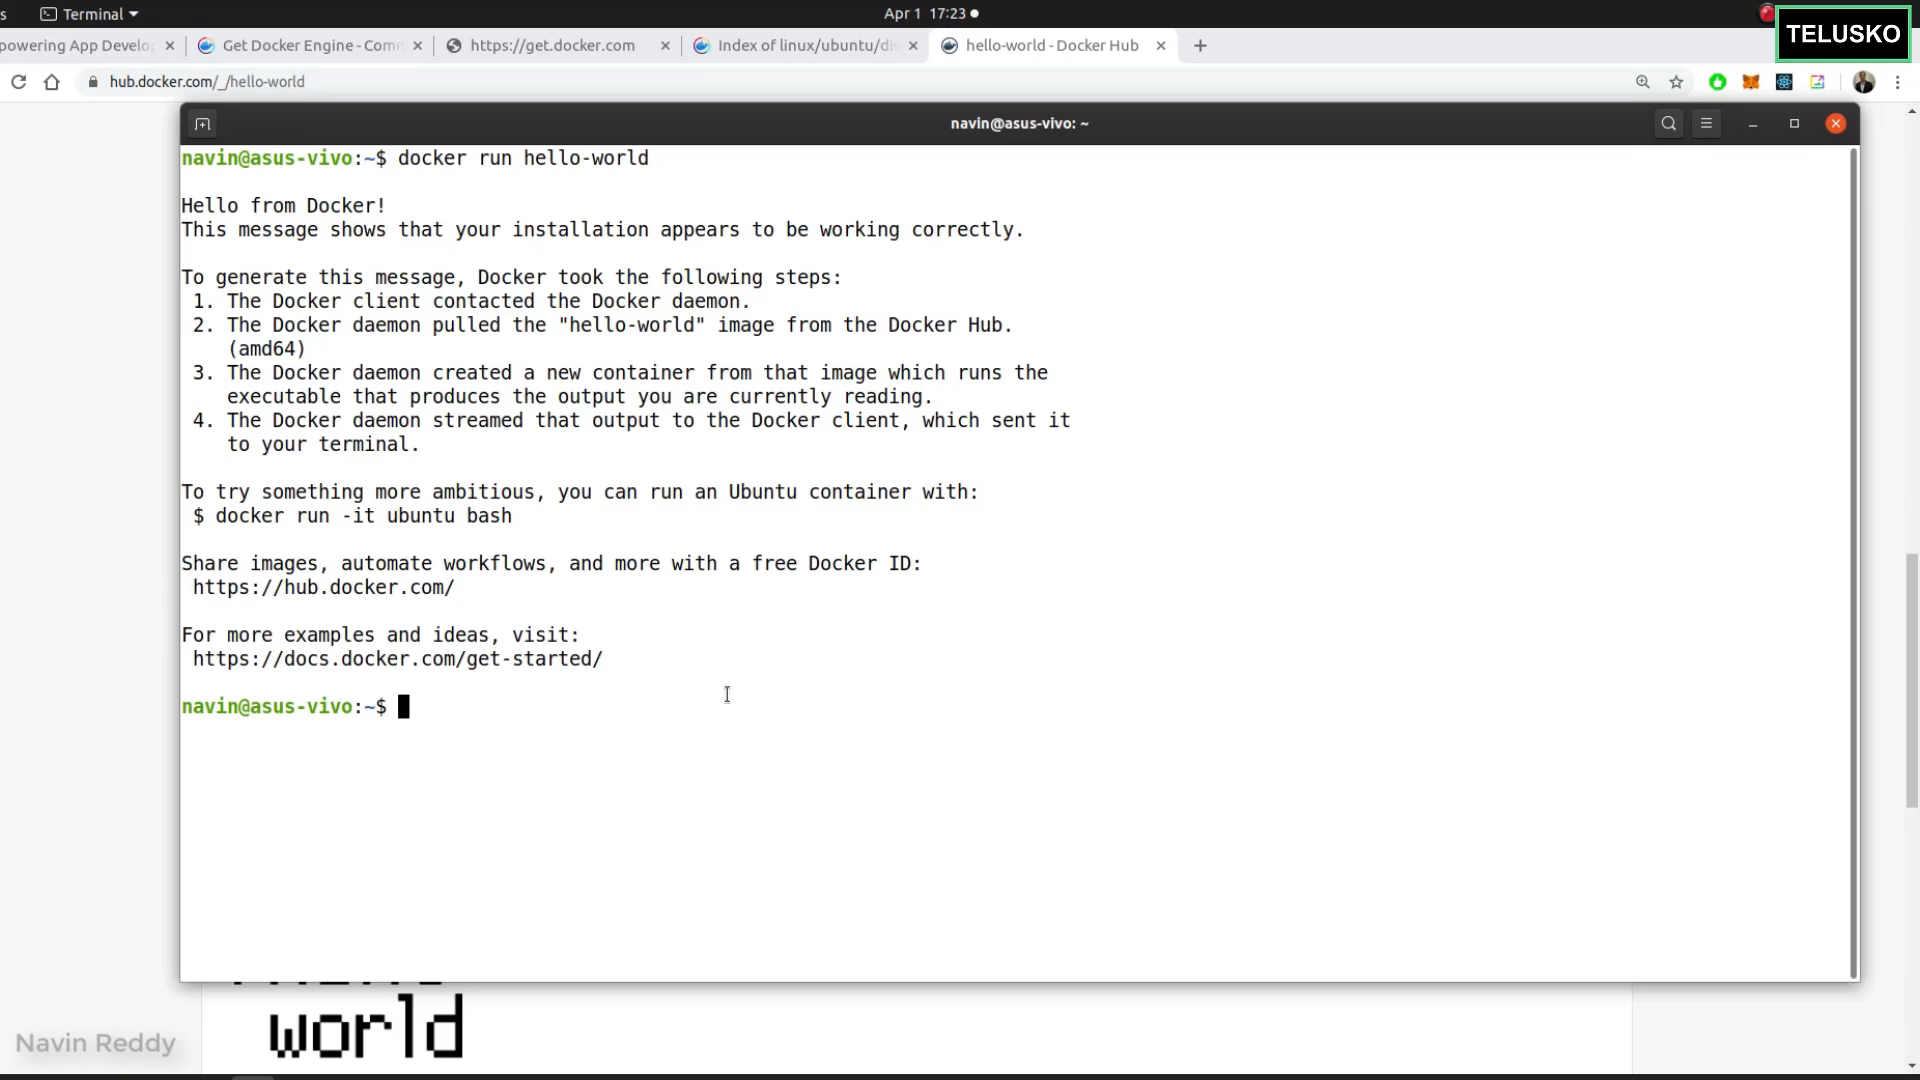 Terminal
Apr 1 17:23
TELUSKO
powering App Develo
Get Docker Engine - Comn
https://get.docker.com
Index of linux/ubuntu/di
hello-world - Docker Hub
hub.docker.com/_/hello-world
navin@asus-vivo: ~
navin@asus-vivo:~$ docker run hello-world
Hello from Docker!
This message shows that your installation appears to be working correctly.
To generate this message, Docker took the following steps:
1. The Docker client contacted the Docker daemon.
2. The Docker daemon pulled the "hello-world" image from the Docker Hub.
(amd64)
3. The Docker daemon created a new container from that image which runs the
executable that produces the output you are currently reading.
4. The Docker daemon streamed that output to the Docker client, which sent it
to your terminal.
To try something more ambitious, you can run an Ubuntu container with:
$ docker run -it ubuntu bash
Share images, automate workflows, and more with a free Docker ID:
https://hub.docker.com/
For more examples and ideas, visit:
https://docs.docker.com/get-started/
navin@asus-vivo:~$
world
Navin Reddy